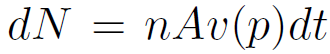 dN = nAv(p)dt